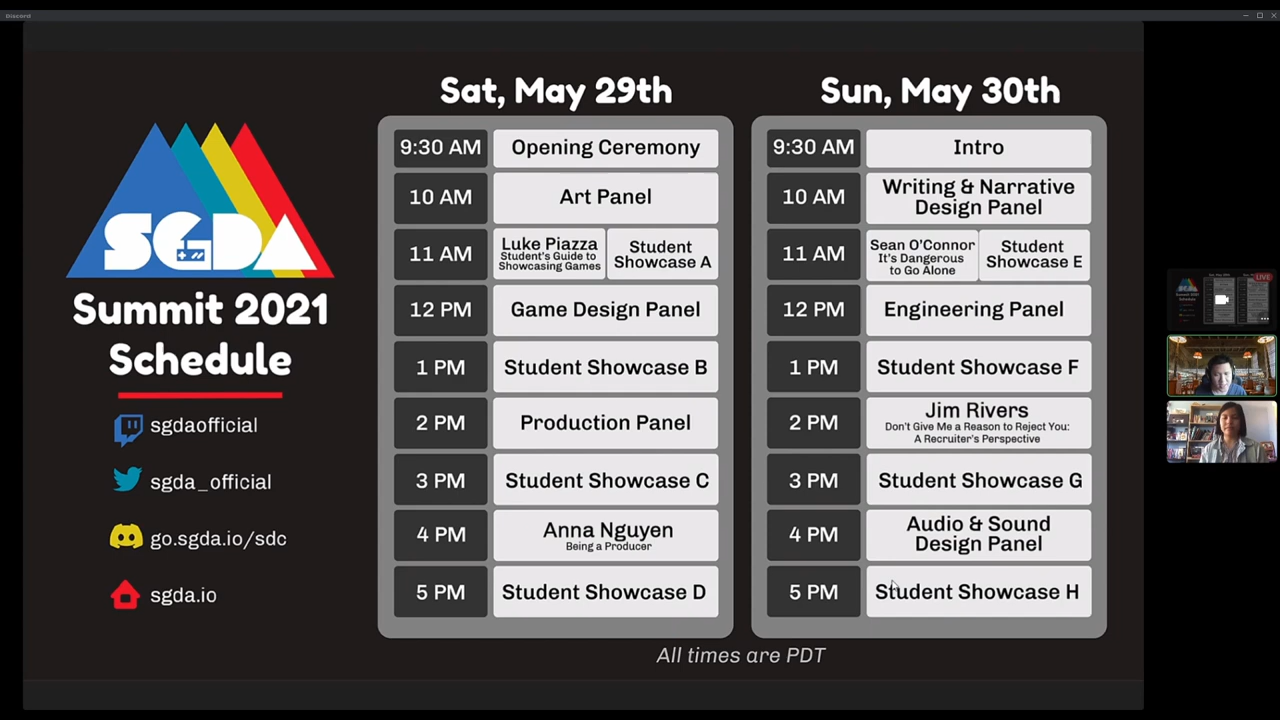 Discord
SGDA
Summit 2021
Schedule
sgdaofficial
sgda_official
go.sgda.io/sdc
sgda.io
Sat, May 29th
9:30 AM Opening Ceremony
10 AM Art Panel
11 AM
Luke Piazza
Student's Guide to
Showcasing Games
Student
Showcase A
12 PM Game Design Panel
1 PM Student Showcase B
2 PM Production Panel
3 PM Student Showcase C
4 PM
Anna Nguyen
Being a Producer
5 PM Student Showcase D
Sun, May 30th
9:30 AM Intro
10 AM
Writing & Narrative
Design Panel
11 AM
Sean O'Connor
It's Dangerous
to Go Alone
Student
Showcase E
12 PM Engineering Panel
1 PM Student Showcase F
2 PM
Jim Rivers
Don't Give Me a Reason to Reject You:
A Recruiter's Perspective
3 PM Student Showcase G
4 PM
Audio & Sound
Design Panel
5 PM Student Showcase H
All times are PDT
LIVE